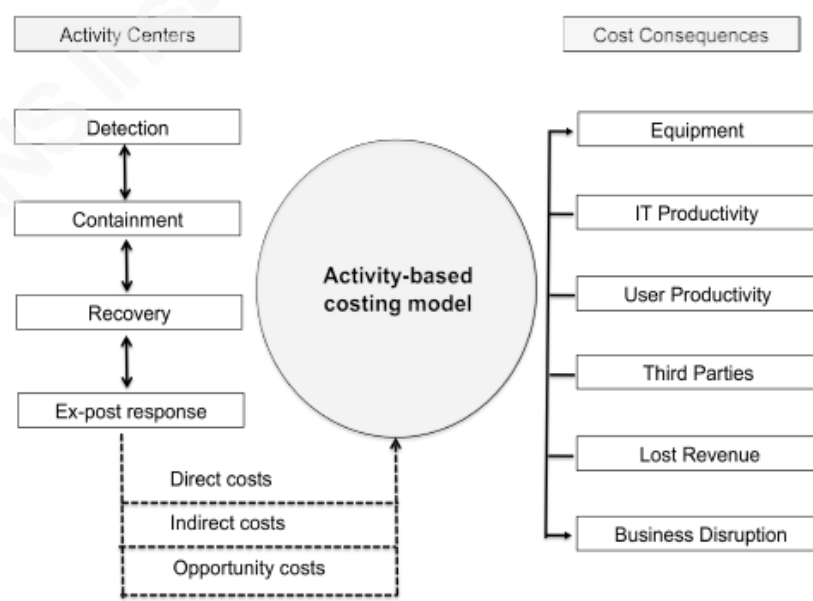 Activity Centers
Cost Consequences
Detection
Containment
Recovery
Ex-post response
Direct costs
Indirect costs
Opportunity costs
Activity-based
costing model
Equipment
IT Productivity
User Productivity
Third Parties
Lost Revenue
Business Disruption